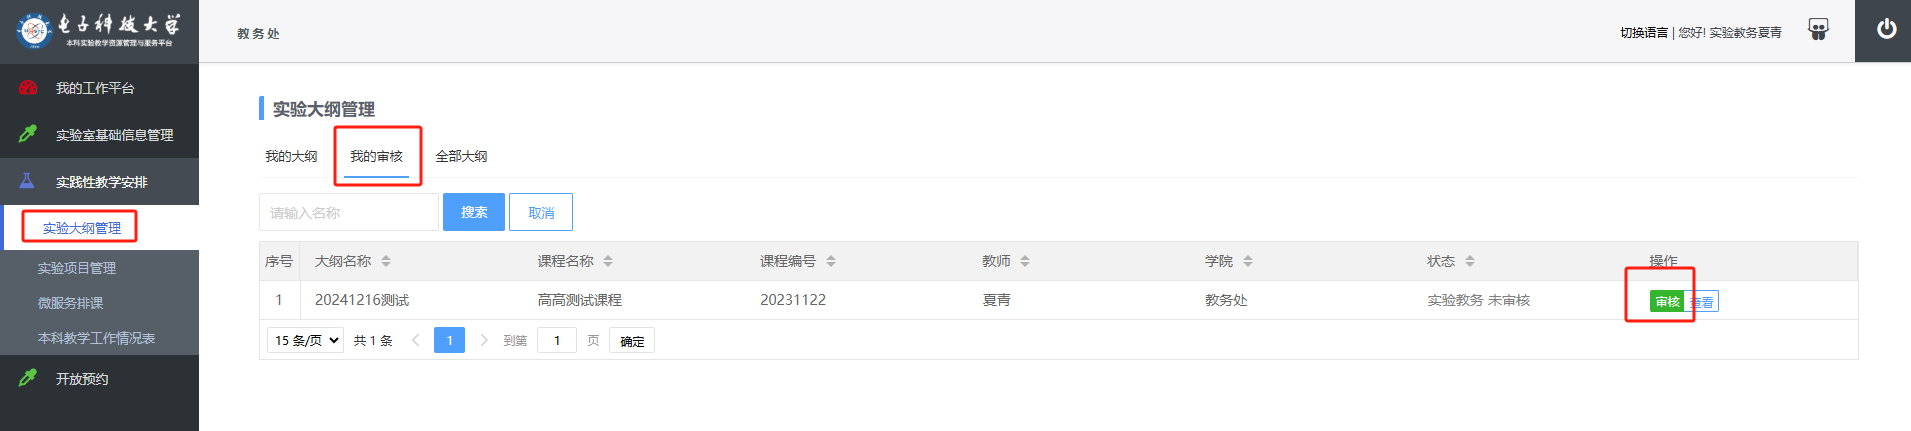 电子科技大学
本科实验教学资源管理与服务平台
教务处
切换语言 | 您好! 实验教务夏青
我的工作平台
实验室基础信息管理
实践性教学安排
实验大纲管理
实验项目管理
微服务排课
本科教学工作情况表
开放预约
实验大纲管理
我的大纲 我的审核 全部大纲
请输入名称 搜索 取消
序号 大纲名称 课程名称 课程编号 教师 学院 状态 操作
1 20241216测试 高高测试课程 20231122 夏青 教务处 实验教务 未审核 审核 查看
15 条/页 共 1 条 1 到第 1 页 确定